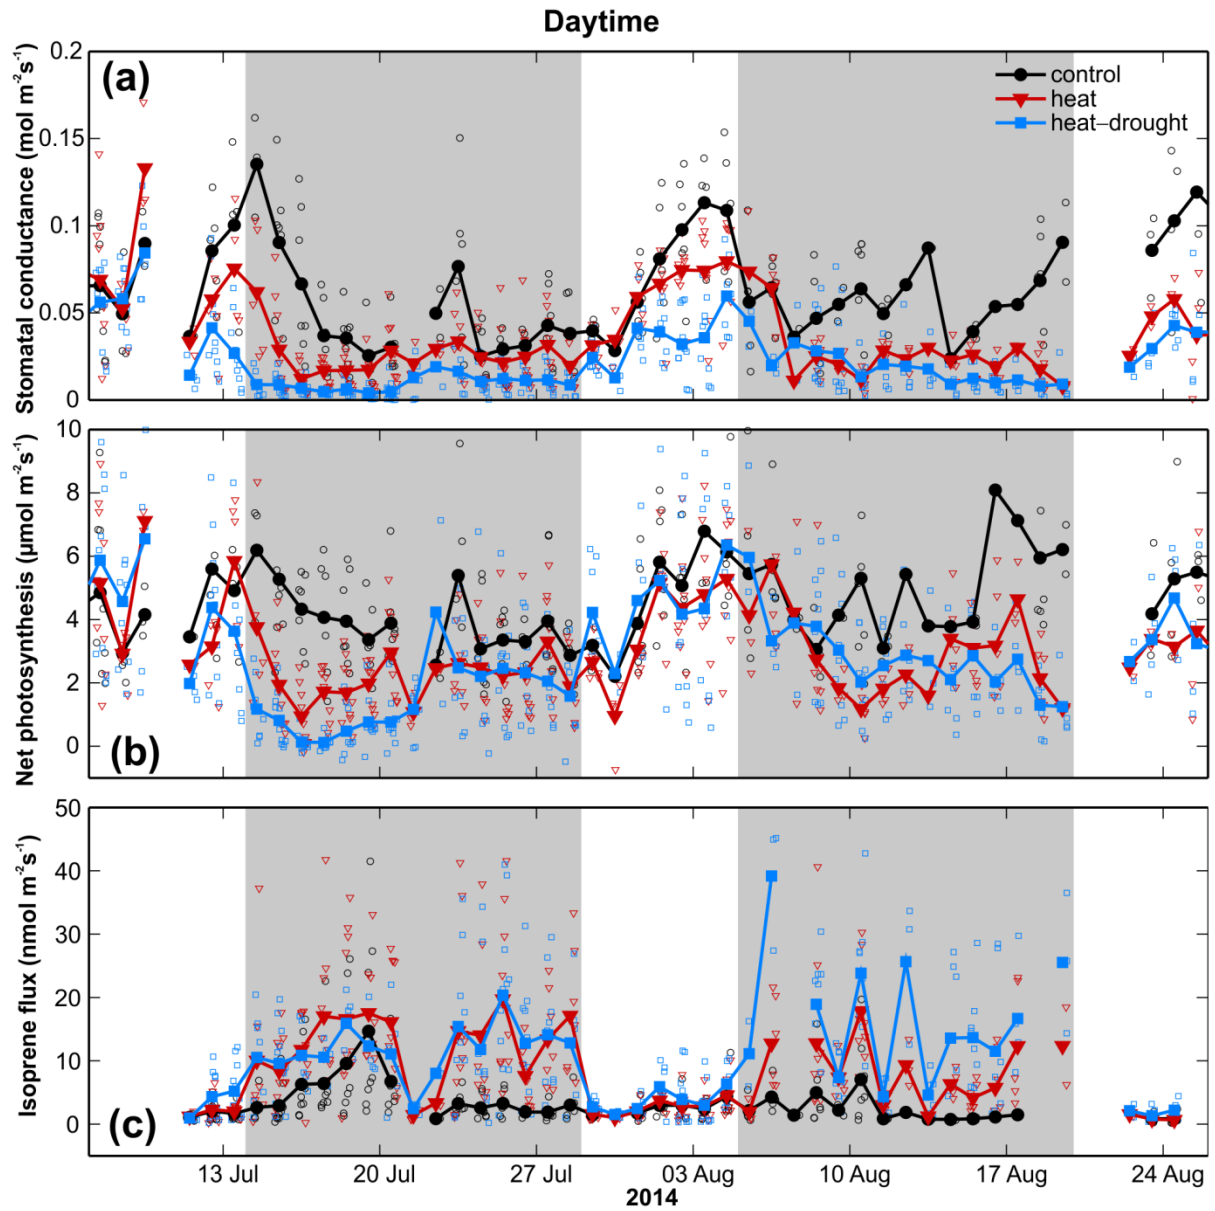 Daytime
Stomatal conductance (mol m⁻²s⁻¹)
0.2
0.15
0.1
0.05
0
(a)
control
heat
heat–drought
Net photosynthesis (μmol m⁻²s⁻¹)
10
8
6
4
2
0
(b)
Isoprene flux (nmol m⁻²s⁻¹)
50
40
30
20
10
0
(c)
13 Jul 20 Jul 27 Jul 03 Aug 10 Aug 17 Aug 24 Aug
2014